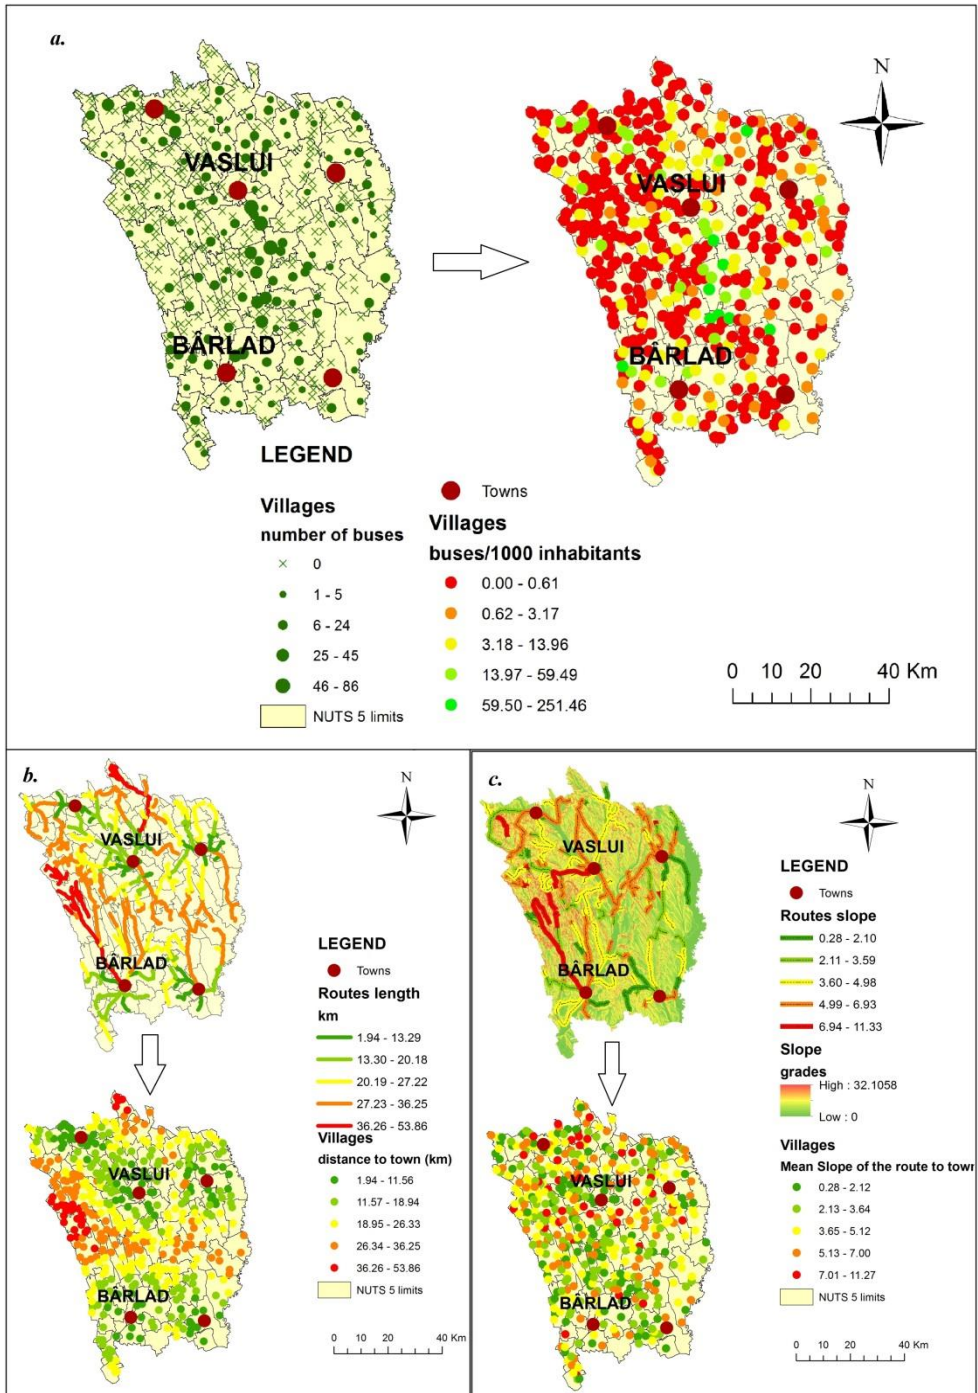 a.
N
VASLUI
VASLUI
BÂRLAD
BÂRLAD
LEGEND
Villages
number of buses
0
1 - 5
6 - 24
25 - 45
46 - 86
NUTS 5 limits
Towns
Villages
buses/1000 inhabitants
0.00 - 0.61
0.62 - 3.17
3.18 - 13.96
13.97 - 59.49
59.50 - 251.46
0 10 20 40 Km
b.
N
VASLUI
BÂRLAD
LEGEND
Towns
Routes length
km
1.94 - 13.29
13.30 - 20.18
20.19 - 27.22
27.23 - 36.25
36.26 - 53.86
Villages
distance to town (km)
1.94 - 11.56
11.57 - 18.94
18.95 - 26.33
26.34 - 36.25
36.26 - 53.86
NUTS 5 limits
VASLUI
BÂRLAD
0 10 20 40 Km
c.
N
VASLUI
BÂRLAD
LEGEND
Towns
Routes slope
0.28 - 2.10
2.11 - 3.59
3.60 - 4.98
4.99 - 6.93
6.94 - 11.33
Slope
grades
High : 32.1058
Low : 0
Villages
Mean Slope of the route to town
0.28 - 2.12
2.13 - 3.64
3.65 - 5.12
5.13 - 7.00
7.01 - 11.27
NUTS 5 limits
VASLUI
BÂRLAD
0 10 20 40 Km